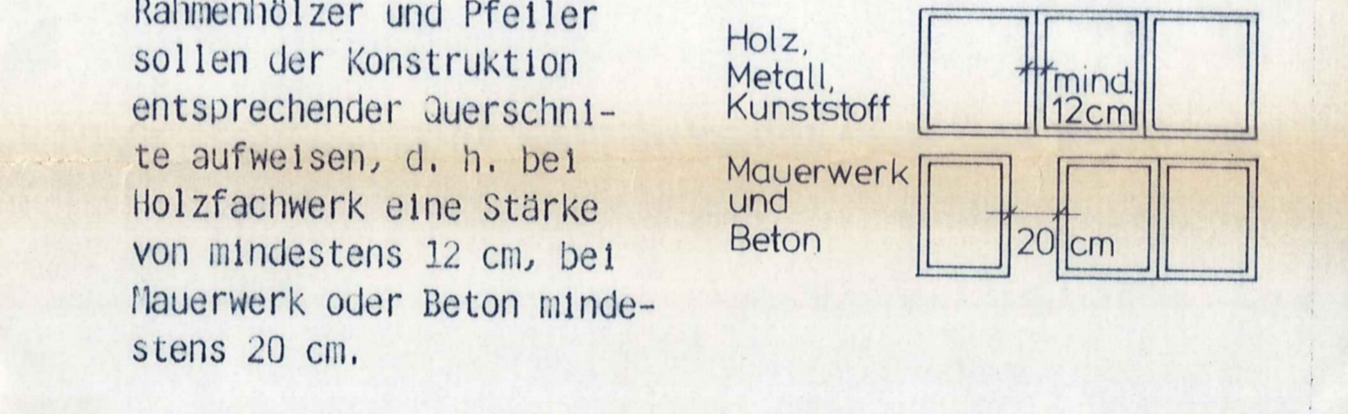 Rahmenhölzer und Pfeiler
sollen der Konstruktion
entsprechender Querschni-
te aufweisen, d. h. bei
Holzfachwerk eine Stärke
von mindestens 12 cm, bei
Mauerwerk oder Beton minde-
stens 20 cm.
Holz,
Metall,
Kunststoff
mind.
12cm
Mauerwerk
und
Beton
20 cm